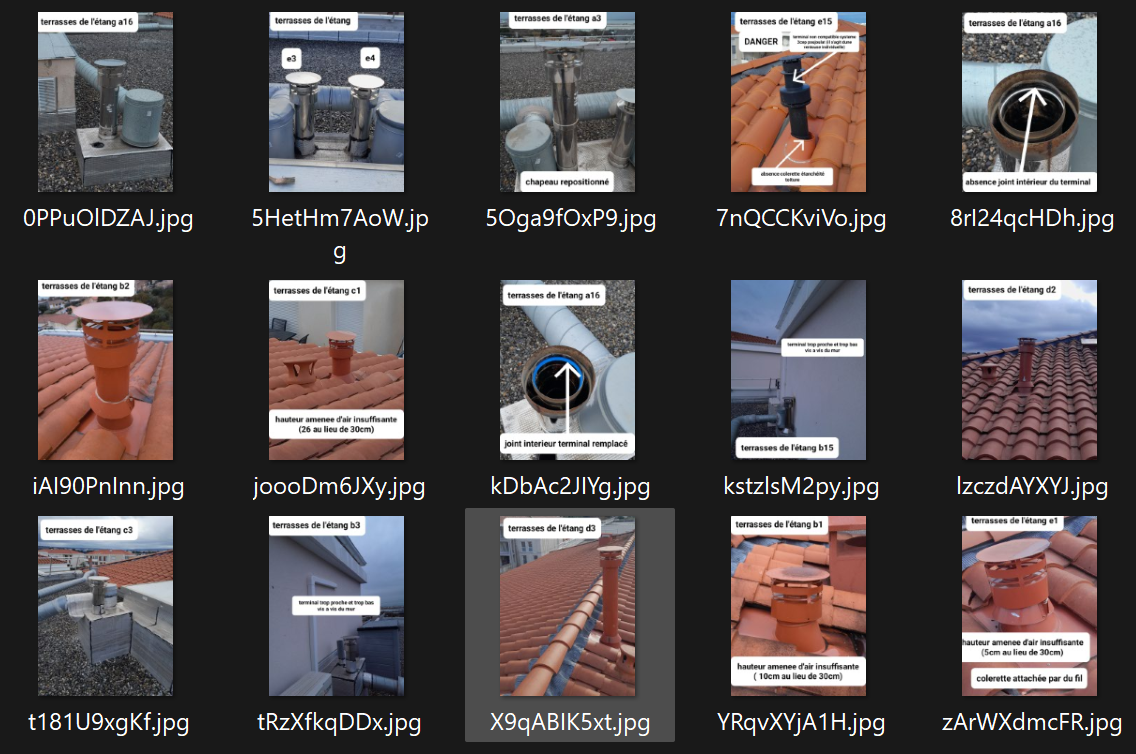 terrasses de l'étang a16
terrasses de l'étang
e3
e4
terrasses de l'étang a3
chapeau repositionné
terrasses de l'étang e15
DANGER
terminal non compatible systeme
individuelle)
absence colerette étanchéité
toiture
terrasses de l'étang a16
absence joint intérieur du terminal
0PPuOlDZAJ.jpg
5HetHm7AoW.jp
g
5Oga9fOxP9.jpg
7nQCCKviVo.jpg
8rI24qcHDh.jpg
terrasses de l'étang b2
terrasses de l'étang c1
hauteur amenee d'air insuffisante
(26 au lieu de 30cm)
terrasses de l'étang a16
joint interieur terminal remplacé
terminal trop proche et trop bas
vis a vis du mur
terrasses de l'étang b15
terrasses de l'étang d2
iAI90PnInn.jpg
joooDm6JXy.jpg
kDbAc2JIYg.jpg
kstzlsM2py.jpg
lzczdAYXYJ.jpg
terrasses de l'étang c3
terrasses de l'étang b3
terminal trop proche et trop bas
vis a vis du mur
terrasses de l'étang d3
terrasses de l'étang b1
hauteur amenee d'air insuffisante
( 10cm au lieu de 30cm)
terrasses de l'étang e1
hauteur amenee d'air insuffisante
(5cm au lieu de 30cm)
colerette attachée par du fil
t181U9xgKf.jpg
tRzXfkqDDx.jpg
X9qABIK5xt.jpg
YRqvXYjA1H.jpg
zArWXdmcFR.jpg